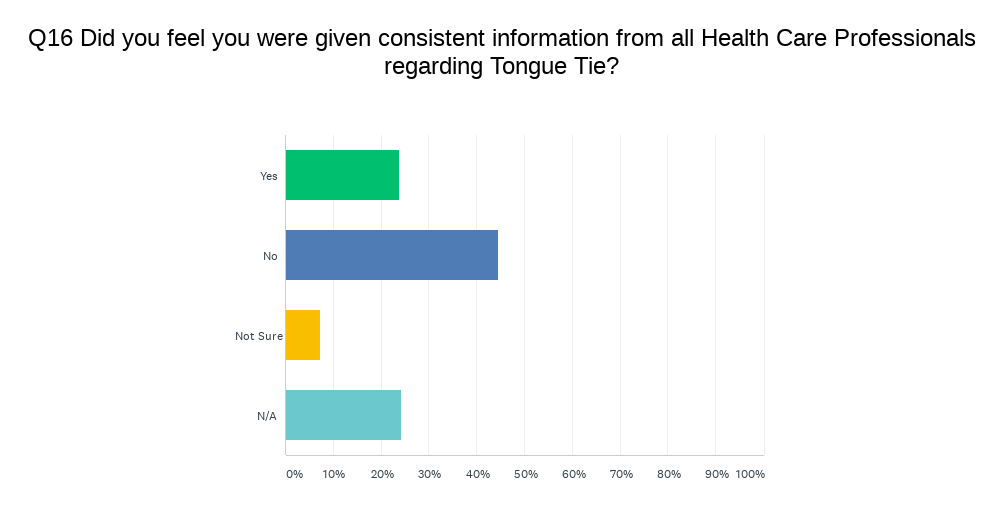 Q16 Did you feel you were given consistent information from all Health Care Professionals
regarding Tongue Tie?
Yes
No
Not Sure
N/A
0% 10% 20% 30% 40% 50% 60% 70% 80% 90% 100%